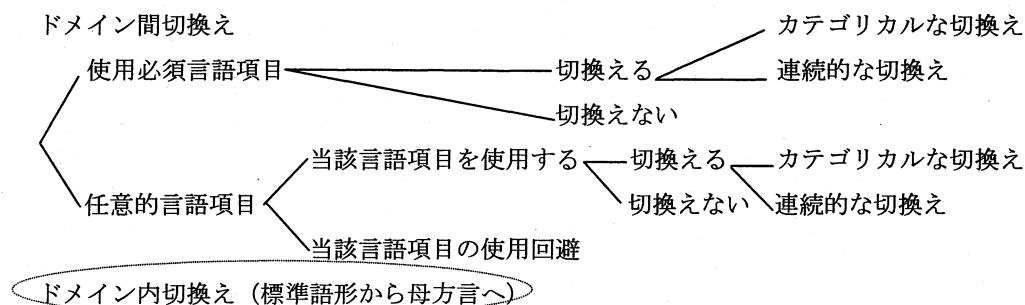 ドメイン間切換え
カテゴリカルな切換え
使用必須言語項目 切換える 連続的な切換え
切換えない
当該言語項目を使用する 切換える カテゴリカルな切換え
任意的言語項目 切換えない 連続的な切換え
当該言語項目の使用回避
ドメイン内切換え（標準語形から母方言へ）